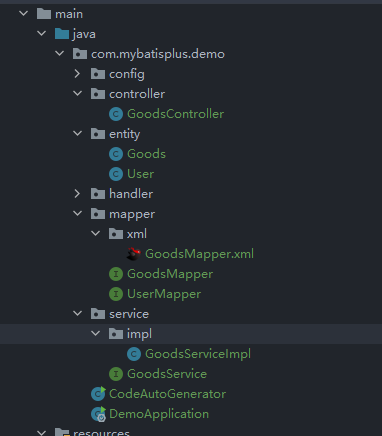 main
java
com.mybatisplus.demo
config
controller
GoodsController
entity
Goods
User
handler
mapper
xml
GoodsMapper.xml
GoodsMapper
UserMapper
service
impl
GoodsServiceImpl
GoodsService
CodeAutoGenerator
DemoApplication
resources